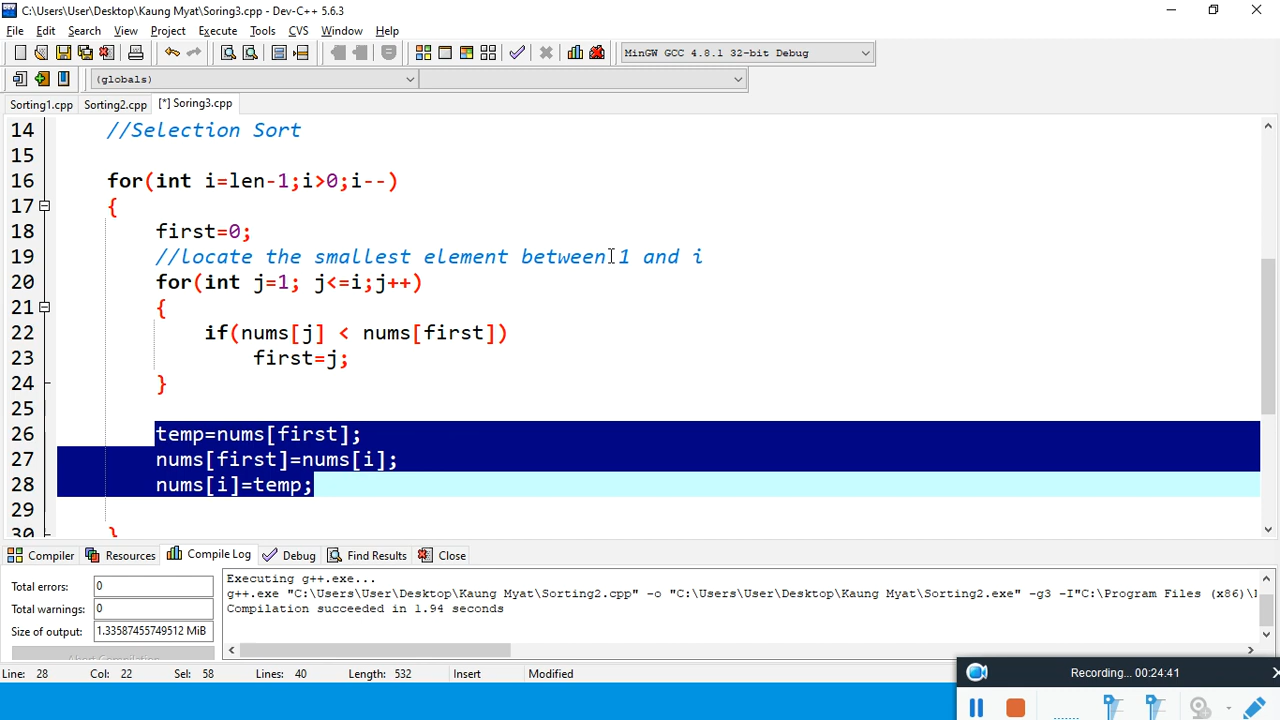 C:\Users\User\Desktop\Kaung Myat\Soring3.cpp - Dev-C++ 5.6.3
File Edit Search View Project Execute Tools CVS Window Help
MinGW GCC 4.8.1 32-bit Debug
(globals)
Sorting1.cpp Sorting2.cpp [*] Soring3.cpp
14 //Selection Sort
15
16 for(int i=len-1;i>0;i--)
17 {
18 first=0;
19 //locate the smallest element between 1 and i
20 for(int j=1; j<=i;j++)
21 {
22 if(nums[j] < nums[first])
23 first=j;
24 }
25
26 temp=nums[first];
27 nums[first]=nums[i];
28 nums[i]=temp;
29
30 }
Compiler Resources Compile Log Debug Find Results Close
Total errors: 0
Total warnings: 0
Size of output: 1.33587455749512 MiB
Abort Compilation
Executing g++.exe...
g++.exe "C:\Users\User\Desktop\Kaung Myat\Sorting2.cpp" -o "C:\Users\User\Desktop\Kaung Myat\Sorting2.exe" -g3 -I"C:\Program Files (x86)\
Compilation succeeded in 1.94 seconds
Line: 28 Col: 22 Sel: 58 Lines: 40 Length: 532 Insert Modified
Recording... 00:24:41